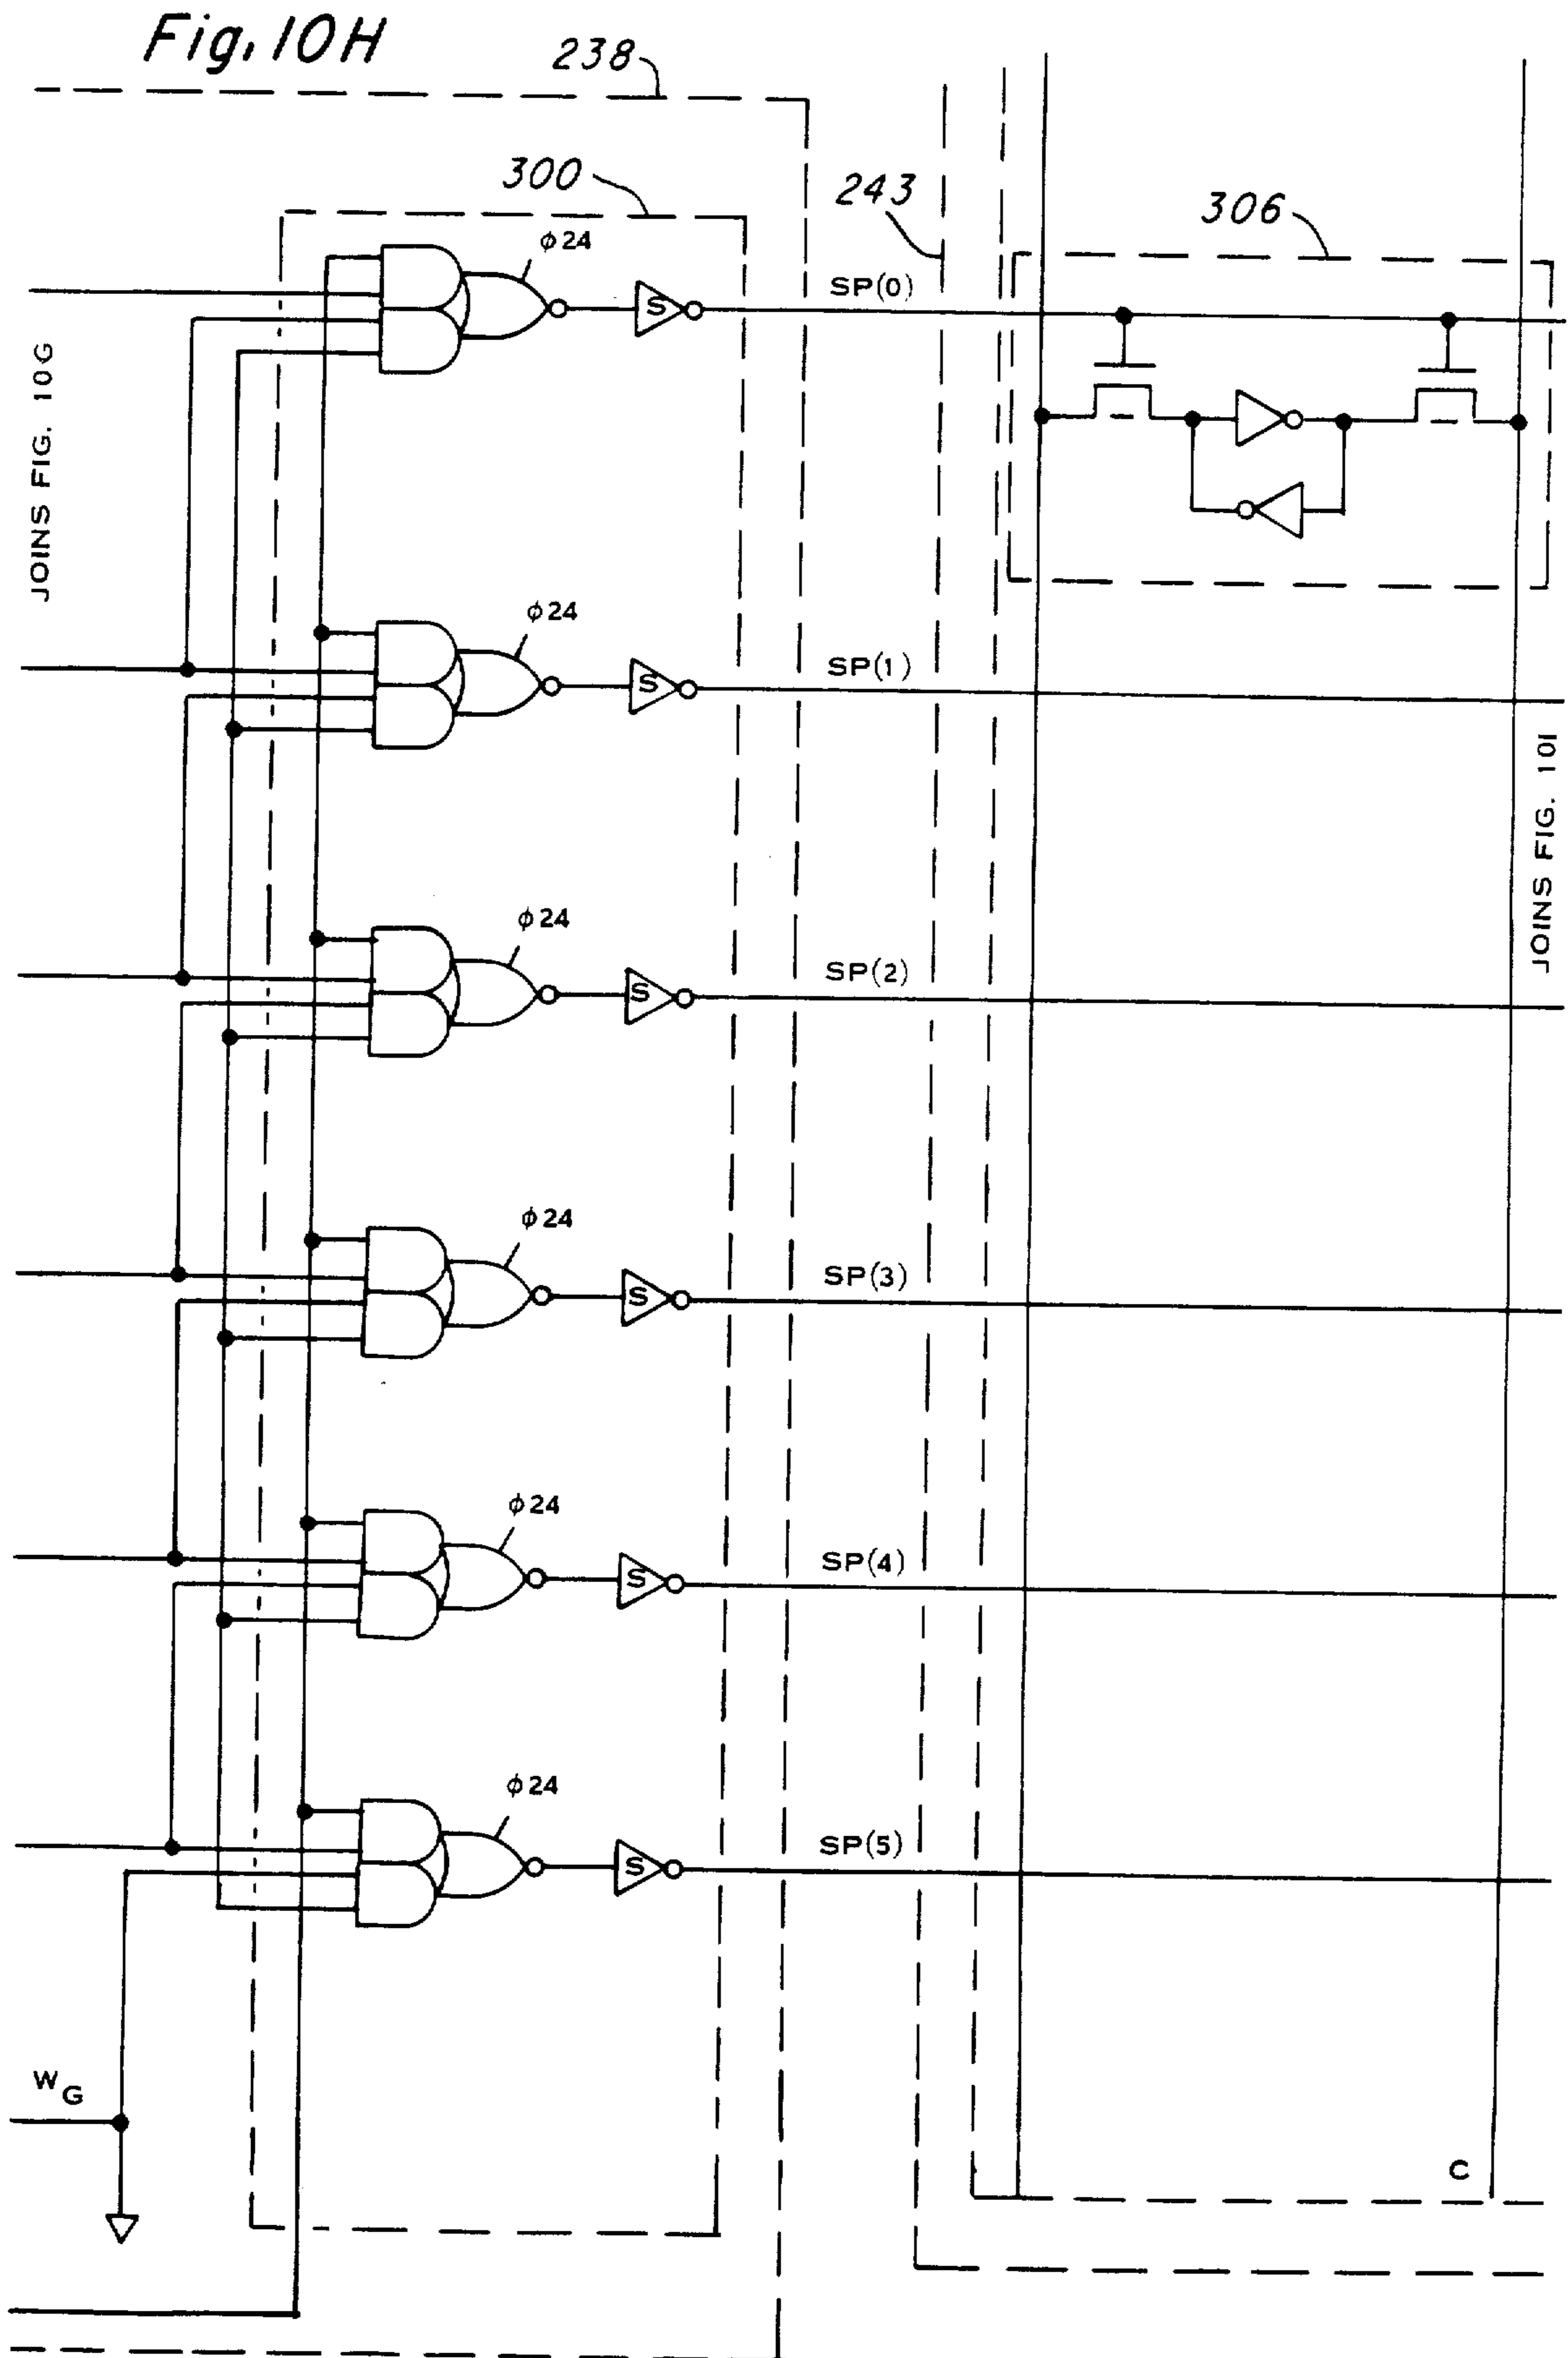 Fig. 10H
238
300
243
306
φ24
S
SP(0)
JOINS FIG. 10G
φ24
S
SP(1)
JOINS FIG. 10I
φ24
S
SP(2)
φ24
S
SP(3)
φ24
S
SP(4)
φ24
S
SP(5)
WG
C